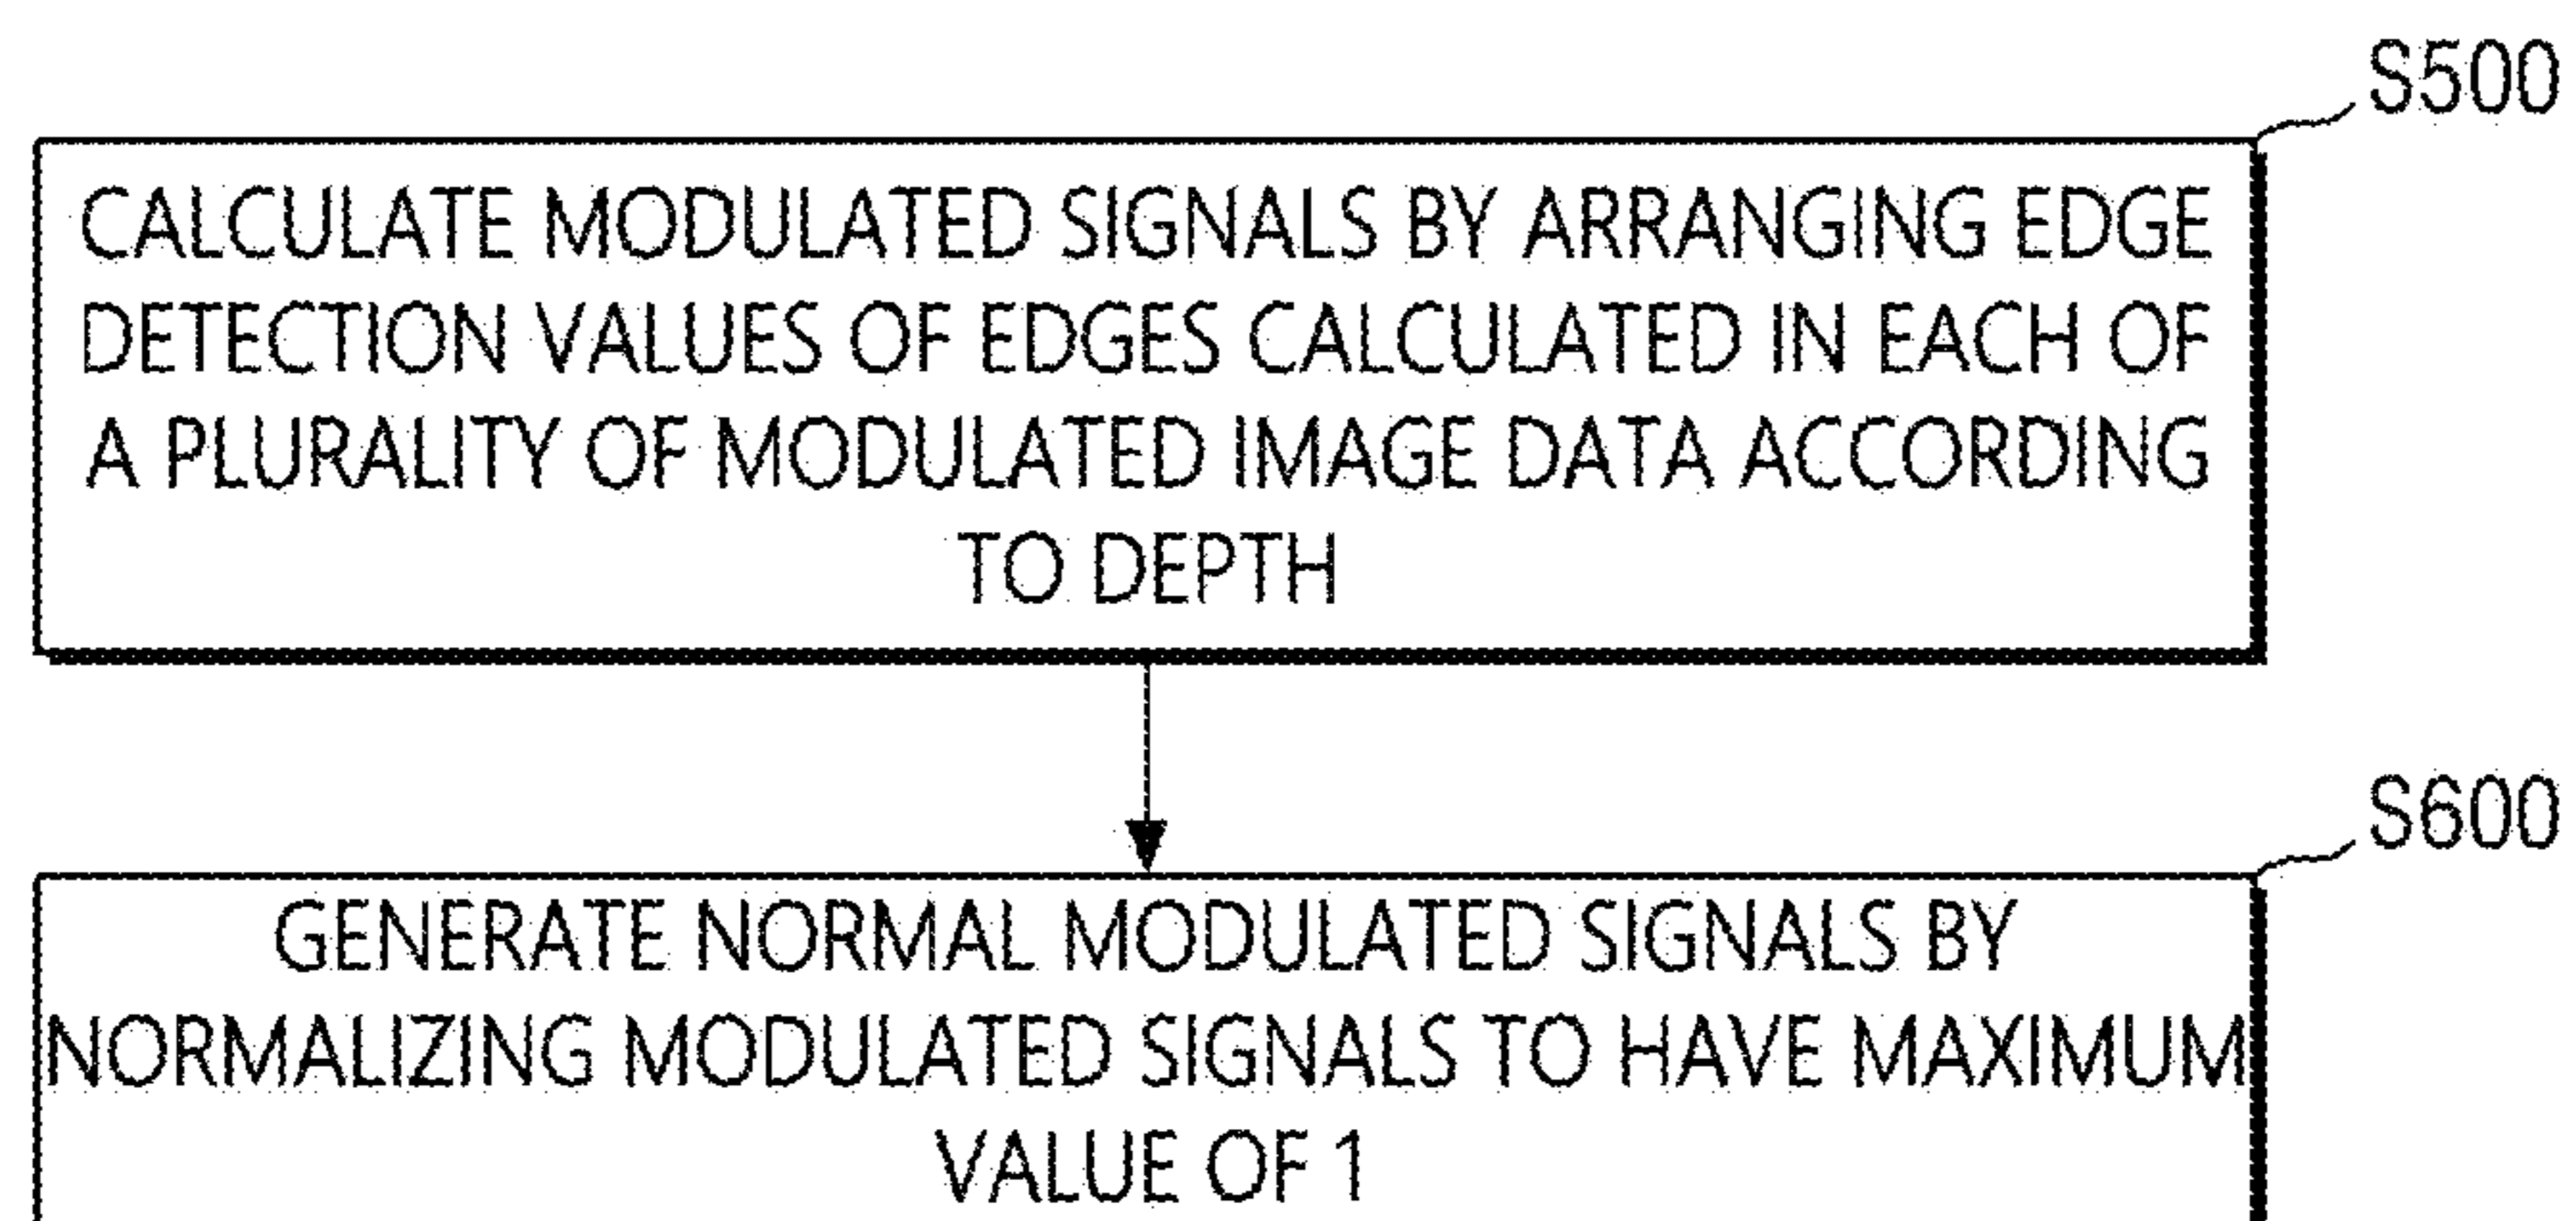 S500
CALCULATE MODULATED SIGNALS BY ARRANGING EDGE
DETECTION VALUES OF EDGES CALCULATED IN EACH OF
A PLURALITY OF MODULATED IMAGE DATA ACCORDING
TO DEPTH
S600
GENERATE NORMAL MODULATED SIGNALS BY
NORMALIZING MODULATED SIGNALS TO HAVE MAXIMUM
VALUE OF 1